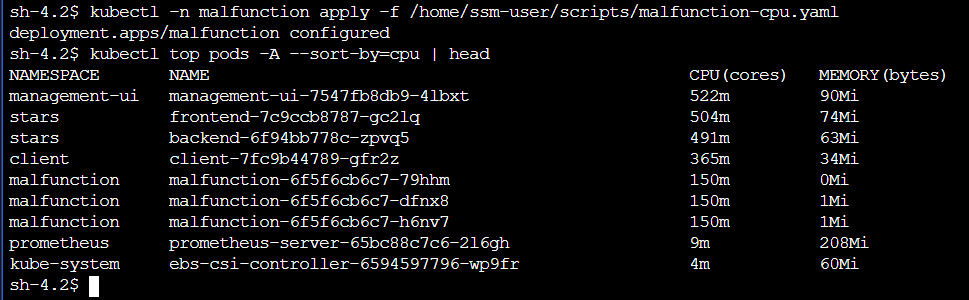 sh-4.2$ kubectl -n malfunction apply -f /home/ssm-user/scripts/malfunction-cpu.yaml
deployment.apps/malfunction configured
sh-4.2$ kubectl top pods -A --sort-by=cpu | head
NAMESPACE NAME CPU(cores) MEMORY(bytes)
management-ui management-ui-7547fb8db9-4lbxt 522m 90Mi
stars frontend-7c9ccb8787-gc2lq 504m 74Mi
stars backend-6f94bb778c-zpvq5 491m 63Mi
client client-7fc9b44789-gfr2z 365m 34Mi
malfunction malfunction-6f5f6cb6c7-79hhm 150m 0Mi
malfunction malfunction-6f5f6cb6c7-dfnx8 150m 1Mi
malfunction malfunction-6f5f6cb6c7-h6nv7 150m 1Mi
prometheus prometheus-server-65bc88c7c6-2l6gh 9m 208Mi
kube-system ebs-csi-controller-6594597796-wp9fr 4m 60Mi
sh-4.2$